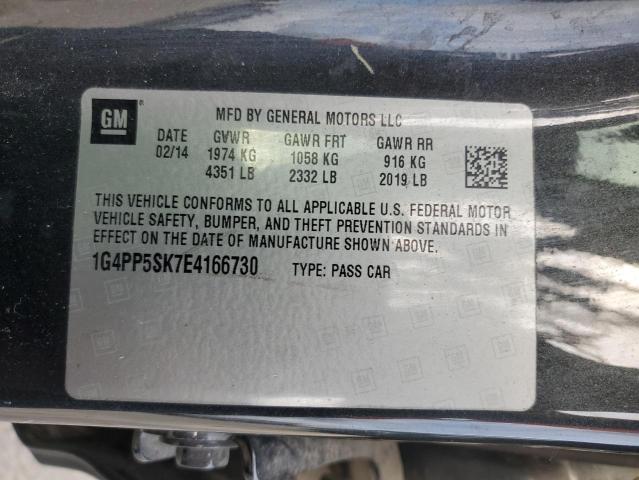 GM
MFD BY GENERAL MOTORS LLC
DATE GVWR GAWR FRT GAWR RR
02/14 1974 KG 1058 KG 916 KG
4351 LB 2332 LB 2019 LB
THIS VEHICLE CONFORMS TO ALL APPLICABLE U.S. FEDERAL MOTOR
VEHICLE SAFETY, BUMPER, AND THEFT PREVENTION STANDARDS IN
EFFECT ON THE DATE OF MANUFACTURE SHOWN ABOVE.
1G4PP5SK7E4166730 TYPE: PASS CAR